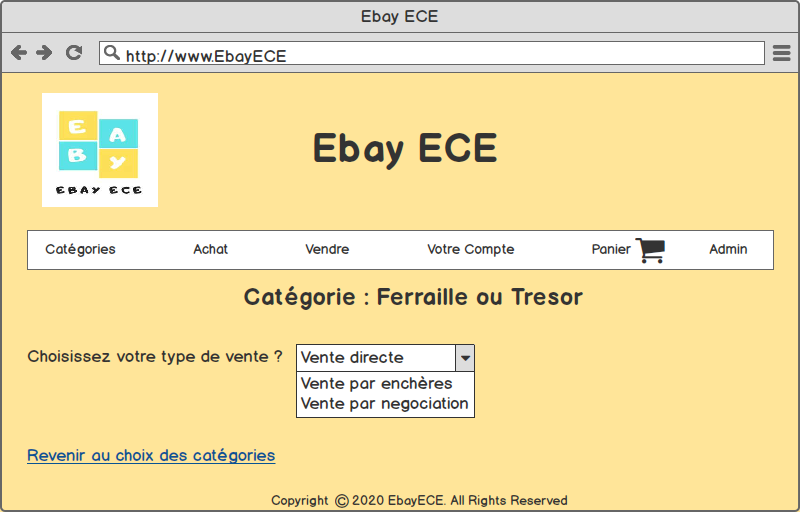 Ebay ECE
http://www.EbayECE
E A
B Y
EBAY ECE
Ebay ECE
Catégories Achat Vendre Votre Compte Panier Admin
Catégorie : Ferraille ou Tresor
Choisissez votre type de vente ? Vente directe
Vente par enchères
Vente par negociation
Revenir au choix des catégories
Copyright © 2020 EbayECE. All Rights Reserved